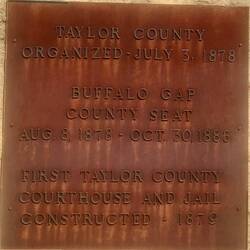 TAYLOR COUNTY
ORGANIZED - JULY 3, 1878
BUFFALO GAP
COUNTY SEAT
AUG. 8, 1878 - OCT. 30, 1883
FIRST TAYLOR COUNTY
COURTHOUSE AND JAIL
CONSTRUCTED - 1879